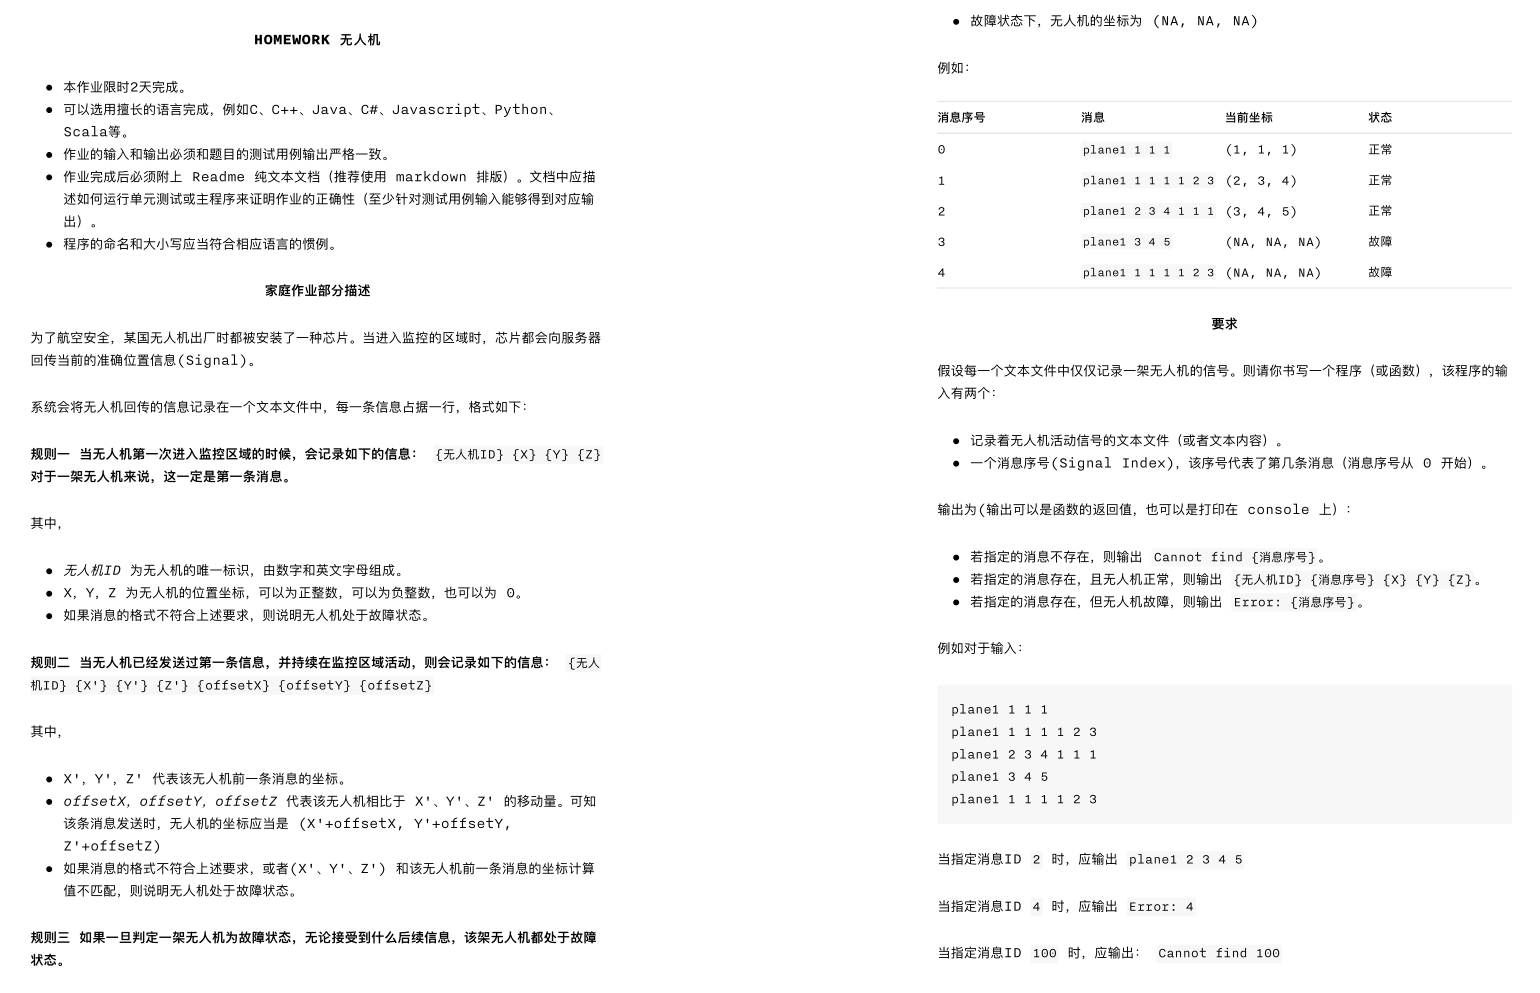 HOMEWORK 无人机
● 本作业限时2天完成。
● 可以选用擅长的语言完成，例如C、C++、Java、C#、Javascript、Python、
Scala等。
● 作业的输入和输出必须和题目的测试用例输出严格一致。
● 作业完成后必须附上 Readme 纯文本文档（推荐使用 markdown 排版）。文档中应描
述如何运行单元测试或主程序来证明作业的正确性（至少针对测试用例输入能够得到对应输
出）。
● 程序的命名和大小写应当符合相应语言的惯例。
家庭作业部分描述
为了航空安全，某国无人机出厂时都被安装了一种芯片。当进入监控的区域时，芯片都会向服务器
回传当前的准确位置信息(Signal)。
系统会将无人机回传的信息记录在一个文本文件中，每一条信息占据一行，格式如下：
规则一 当无人机第一次进入监控区域的时候，会记录如下的信息： {无人机ID} {X} {Y} {Z}
对于一架无人机来说，这一定是第一条消息。
其中，
● 无人机ID 为无人机的唯一标识，由数字和英文字母组成。
● X，Y，Z 为无人机的位置坐标，可以为正整数，可以为负整数，也可以为 0。
● 如果消息的格式不符合上述要求，则说明无人机处于故障状态。
规则二 当无人机已经发送过第一条信息，并持续在监控区域活动，则会记录如下的信息： {无人
机ID} {X'} {Y'} {Z'} {offsetX} {offsetY} {offsetZ}
其中，
● X'，Y'，Z' 代表该无人机前一条消息的坐标。
● offsetX，offsetY，offsetZ 代表该无人机相比于 X'、Y'、Z' 的移动量。可知
该条消息发送时，无人机的坐标应当是 (X'+offsetX, Y'+offsetY,
Z'+offsetZ)
● 如果消息的格式不符合上述要求，或者(X'、Y'、Z') 和该无人机前一条消息的坐标计算
值不匹配，则说明无人机处于故障状态。
规则三 如果一旦判定一架无人机为故障状态，无论接受到什么后续信息，该架无人机都处于故障
状态。
● 故障状态下，无人机的坐标为 (NA, NA, NA)
例如：
消息序号 消息 当前坐标 状态
0 plane1 1 1 1 (1, 1, 1) 正常
1 plane1 1 1 1 1 2 3 (2, 3, 4) 正常
2 plane1 2 3 4 1 1 1 (3, 4, 5) 正常
3 plane1 3 4 5 (NA, NA, NA) 故障
4 plane1 1 1 1 1 2 3 (NA, NA, NA) 故障
要求
假设每一个文本文件中仅仅记录一架无人机的信号。则请你书写一个程序（或函数），该程序的输
入有两个：
● 记录着无人机活动信号的文本文件（或者文本内容）。
● 一个消息序号(Signal Index)，该序号代表了第几条消息（消息序号从 0 开始）。
输出为(输出可以是函数的返回值，也可以是打印在 console 上)：
● 若指定的消息不存在，则输出 Cannot find {消息序号}。
● 若指定的消息存在，且无人机正常，则输出 {无人机ID} {消息序号} {X} {Y} {Z}。
● 若指定的消息存在，但无人机故障，则输出 Error: {消息序号}。
例如对于输入：
plane1 1 1 1
plane1 1 1 1 1 2 3
plane1 2 3 4 1 1 1
plane1 3 4 5
plane1 1 1 1 1 2 3
当指定消息ID 2 时，应输出 plane1 2 3 4 5
当指定消息ID 4 时，应输出 Error: 4
当指定消息ID 100 时，应输出： Cannot find 100